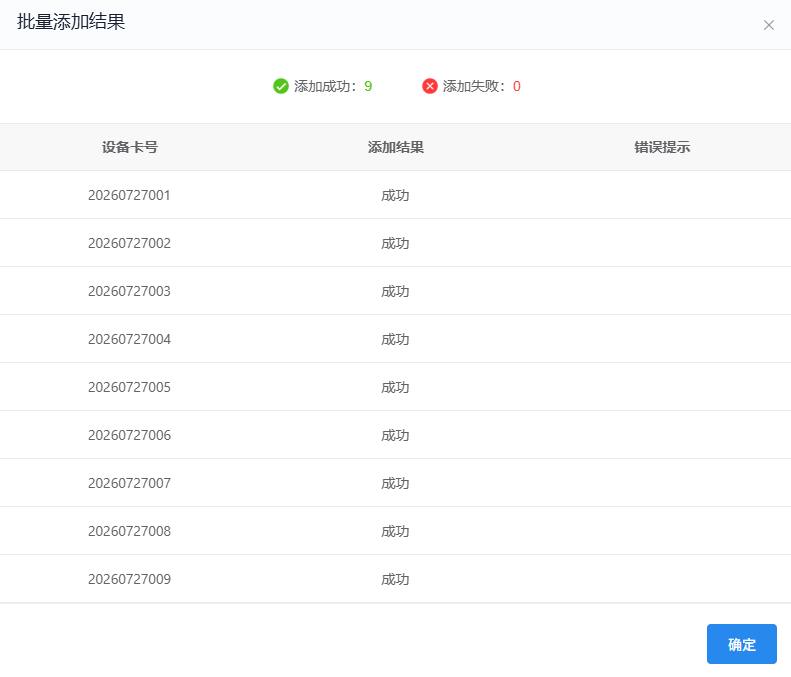 批量添加结果
添加成功：9 添加失败：0
设备卡号 添加结果 错误提示
20260727001 成功
20260727002 成功
20260727003 成功
20260727004 成功
20260727005 成功
20260727006 成功
20260727007 成功
20260727008 成功
20260727009 成功
确定